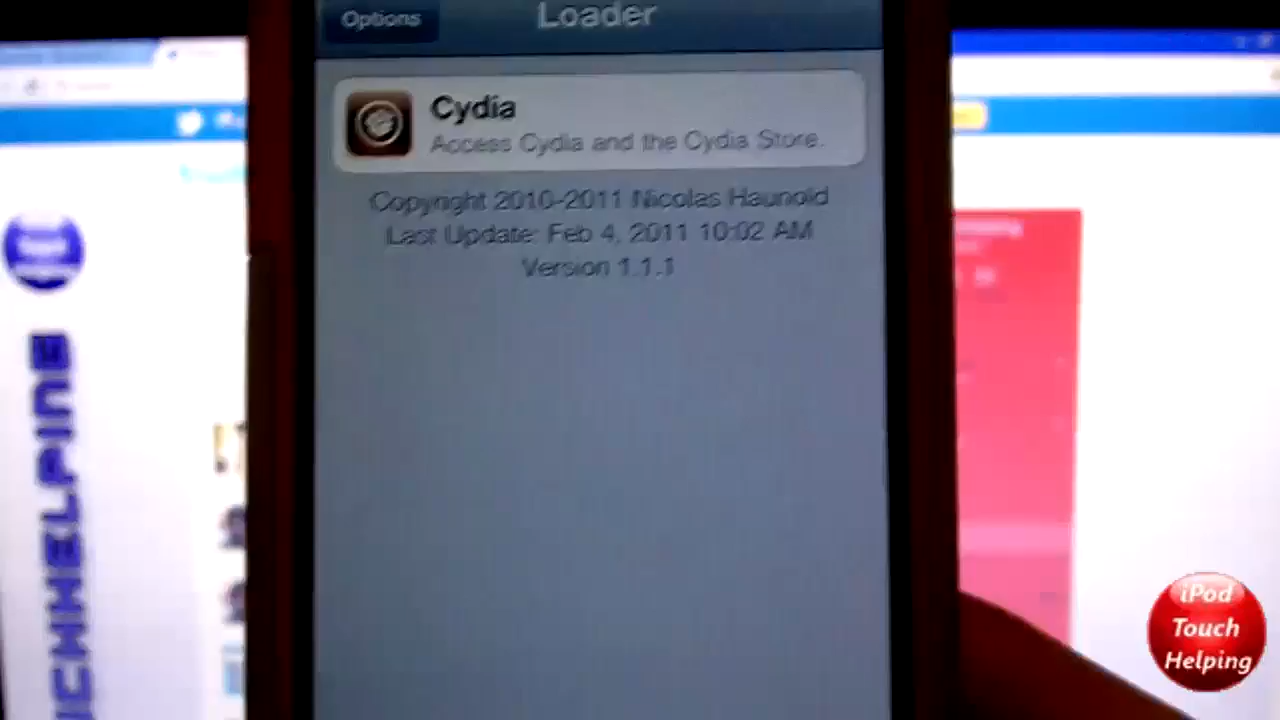 Options
Loader
Cydia
Access Cydia and the Cydia Store.
Copyright 2010-2011 Nicolas Haunold
Last Update: Feb 4, 2011 10:02 AM
Version 1.1.1
iPod
Touch
Helping